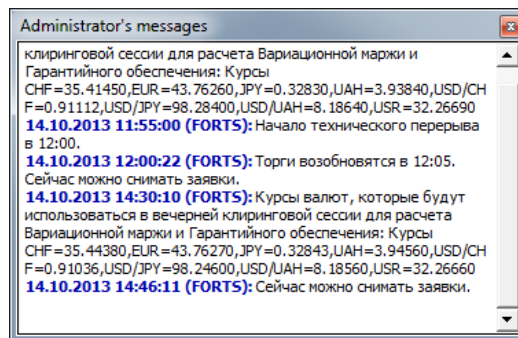 Administrator's messages
клиринговой сессии для расчета Вариационной маржи и
Гарантийного обеспечения: Курсы
CHF=35.41450,EUR=43.76260,JPY=0.32830,UAH=3.93840,USD/CH
F=0.91112,USD/JPY=98.28400,USD/UAH=8.18640,USR=32.26690
14.10.2013 11:55:00 (FORTS): Начало технического перерыва
в 12:00.
14.10.2013 12:00:22 (FORTS): Торги возобновятся в 12:05.
Сейчас можно снимать заявки.
14.10.2013 14:30:10 (FORTS): Курсы валют, которые будут
использоваться в вечерней клиринговой сессии для расчета
Вариационной маржи и Гарантийного обеспечения: Курсы
CHF=35.44380,EUR=43.76270,JPY=0.32843,UAH=3.94560,USD/CH
F=0.91036,USD/JPY=98.24600,USD/UAH=8.18560,USR=32.26660
14.10.2013 14:46:11 (FORTS): Сейчас можно снимать заявки.